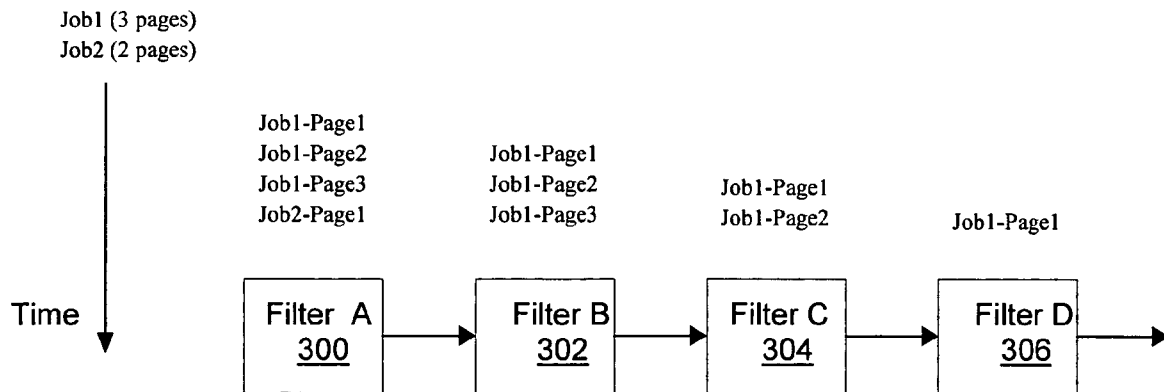 Job1 (3 pages)
Job2 (2 pages)
Job1-Page1
Job1-Page2
Job1-Page3
Job2-Page1
Job1-Page1
Job1-Page2
Job1-Page3
Job1-Page1
Job1-Page2
Job1-Page1
Time
Filter A
300
Filter B
302
Filter C
304
Filter D
306